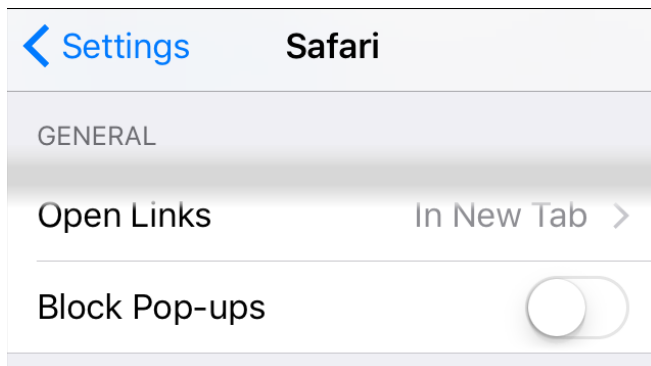 Settings Safari
GENERAL
Open Links In New Tab
Block Pop-ups